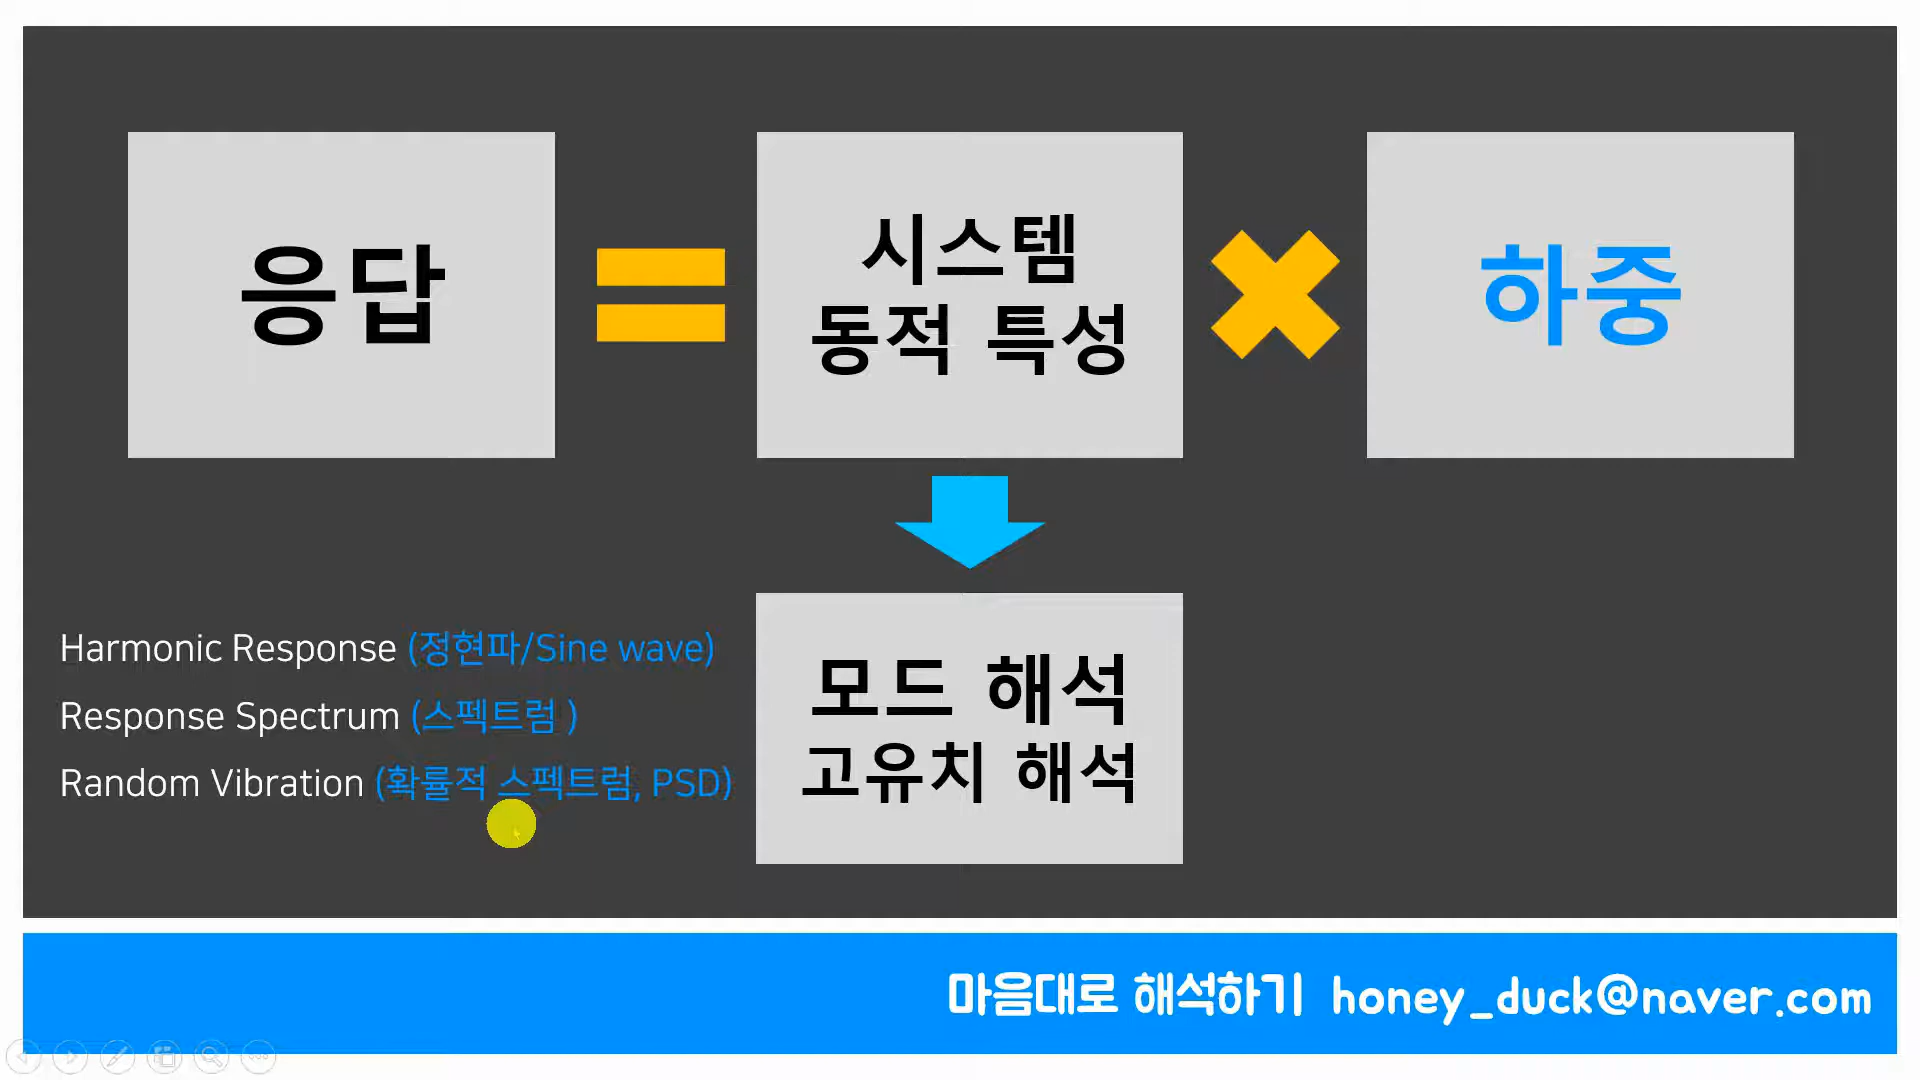 응답
시스템
동적 특성
하중
Harmonic Response (정현파/Sine wave)
Response Spectrum (스펙트럼 )
Random Vibration (확률적 스펙트럼, PSD)
모드 해석
고유치 해석
마음대로 해석하기 honey_duck@naver.com